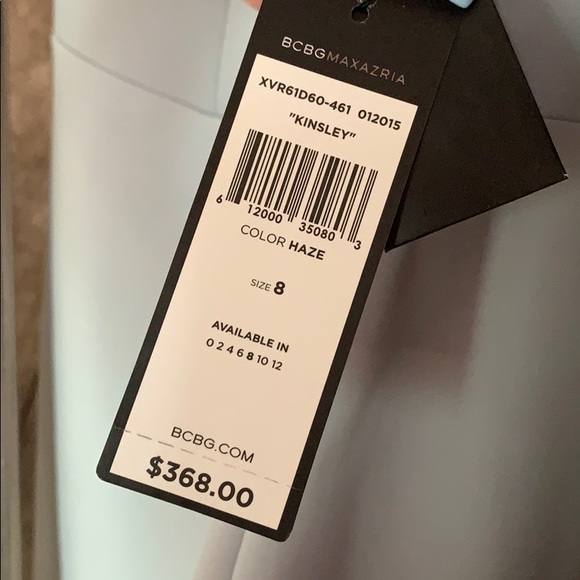 BCBGMAXAZRIA
XVR61D60-461 012015
"KINSLEY"
6 12000 35080 3
COLOR HAZE
SIZE 8
AVAILABLE IN
0 2 4 6 8 10 12
BCBG.COM
$368.00